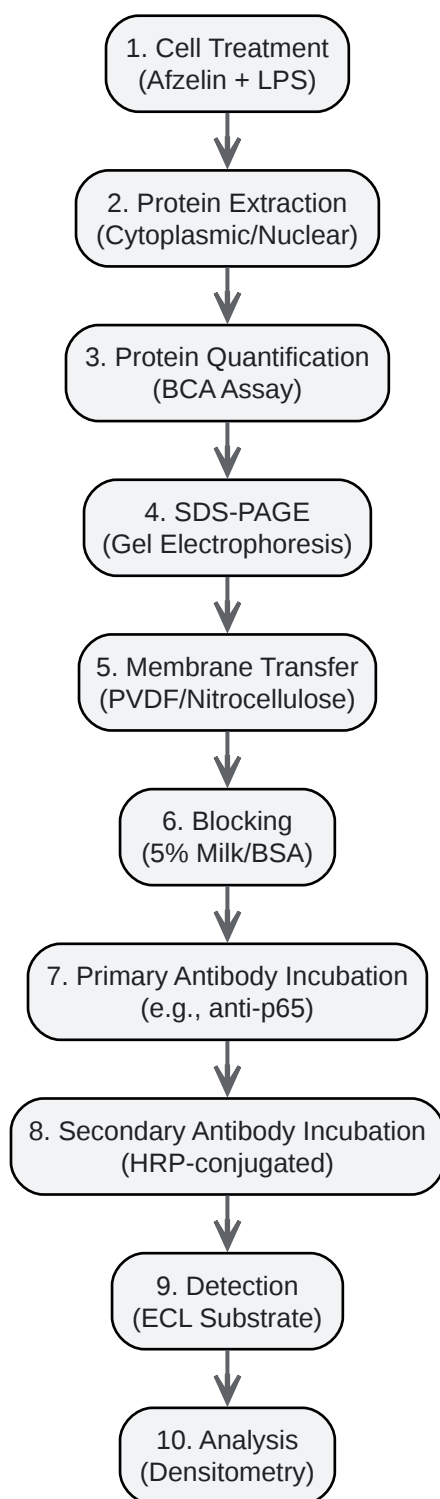 1. Cell Treatment
(Afzelin + LPS)
2. Protein Extraction
(Cytoplasmic/Nuclear)
3. Protein Quantification
(BCA Assay)
4. SDS-PAGE
(Gel Electrophoresis)
5. Membrane Transfer
(PVDF/Nitrocellulose)
6. Blocking
(5% Milk/BSA)
7. Primary Antibody Incubation
(e.g., anti-p65)
8. Secondary Antibody Incubation
(HRP-conjugated)
9. Detection
(ECL Substrate)
10. Analysis
(Densitometry)